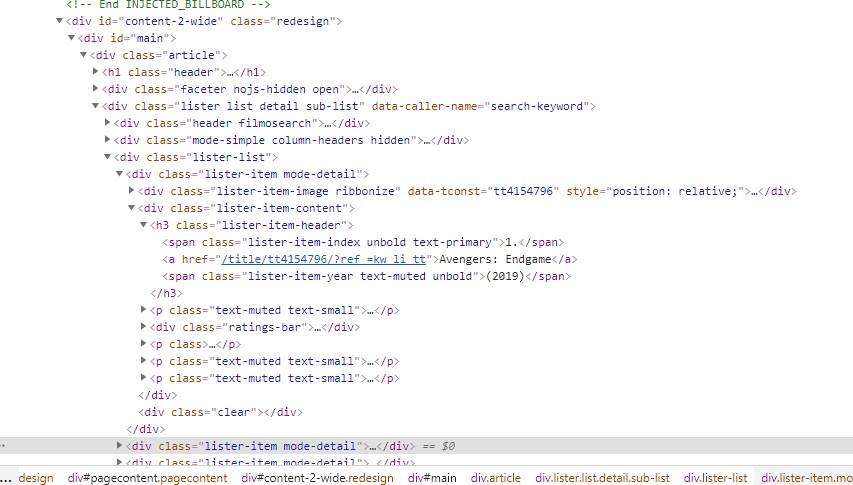 <!-- End INJECTED_BILLBOARD -->
▼<div id="content-2-wide" class="redesign">
▼<div id="main">
▼<div class="article">
▶<h1 class="header">…</h1>
▶<div class="faceter nojs-hidden open">…</div>
▼<div class="lister list detail sub-list" data-caller-name="search-keyword">
▶<div class="header filmosearch">…</div>
▶<div class="mode-simple column-headers hidden">…</div>
▼<div class="lister-list">
▼<div class="lister-item mode-detail">
▶<div class="lister-item-image ribbonize" data-tconst="tt4154796" style="position: relative;">…</div>
▼<div class="lister-item-content">
▼<h3 class="lister-item-header">
<span class="lister-item-index unbold text-primary">1.</span>
<a href="/title/tt4154796/?ref_=kw_li_tt">Avengers: Endgame</a>
<span class="lister-item-year text-muted unbold">(2019)</span>
</h3>
▶<p class="text-muted text-small">…</p>
▶<div class="ratings-bar">…</div>
▶<p class>…</p>
▶<p class="text-muted text-small">…</p>
▶<p class="text-muted text-small">…</p>
</div>
<div class="clear"></div>
</div>
▶<div class="lister-item mode-detail">…</div> == $0
▶<div class="lister-item mode-detail">…</div>
... design div#pagecontent.pagecontent div#content-2-wide.redesign div#main div.article div.lister.list.detail.sub-list div.lister-list div.lister-item.mo